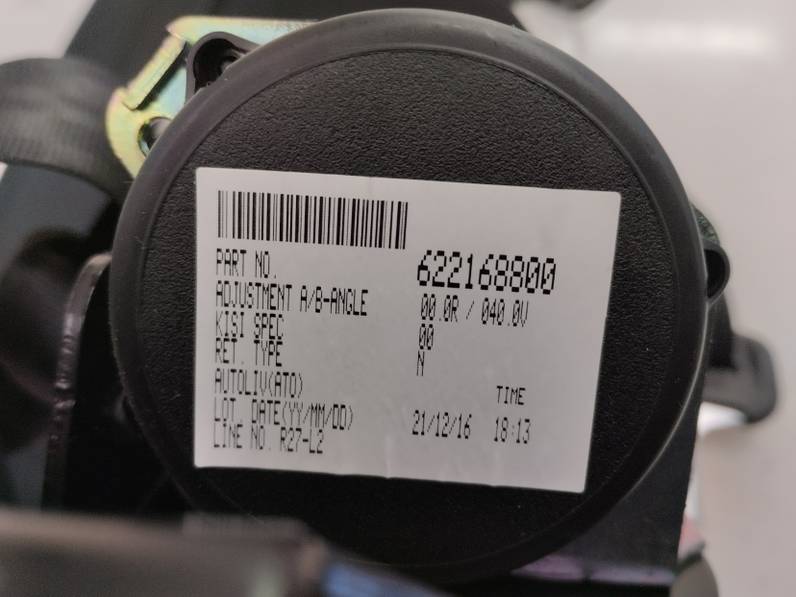 PART NO. 622168800
ADJUSTMENT A/B-ANGLE 00.0R / 040.0V
KISI SPEC 00
RET. TYPE N
AUTOLIV(ATO) TIME
LOT. DATE(YY/MM/DD) 21/12/16 18:13
LINE NO. R27-L2